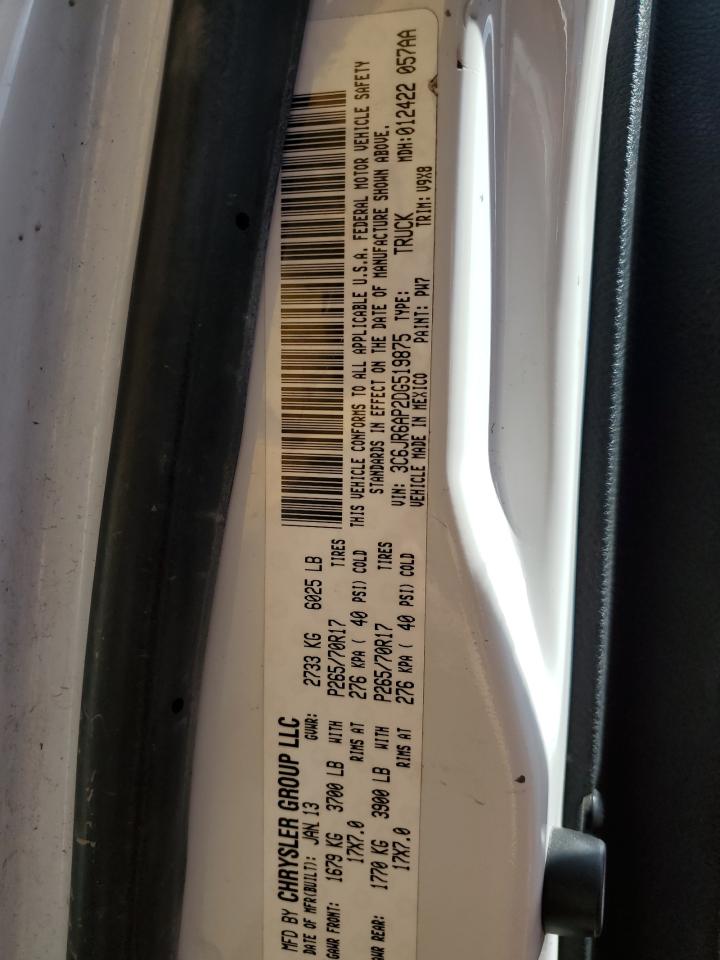 MFD BY CHRYSLER GROUP LLC
DATE OF MFR(BUILT): JAN 13 GVWR: 2733 KG 6025 LB
GAWR FRONT: 1679 KG 3700 LB WITH P265/70R17 TIRES
17X7.0 RIMS AT 276 KPA ( 40 PSI) COLD
AWR REAR: 1770 KG 3900 LB WITH P265/70R17 TIRES
17X7.0 RIMS AT 276 KPA ( 40 PSI) COLD
THIS VEHICLE CONFORMS TO ALL APPLICABLE U.S.A. FEDERAL MOTOR VEHICLE SAFETY
STANDARDS IN EFFECT ON THE DATE OF MANUFACTURE SHOWN ABOVE.
VIN: 3C6JR6AP2DG519875 TYPE: TRUCK MDH:012422 057AA
VEHICLE MADE IN MEXICO PAINT: PW7 TRIM: V9X8